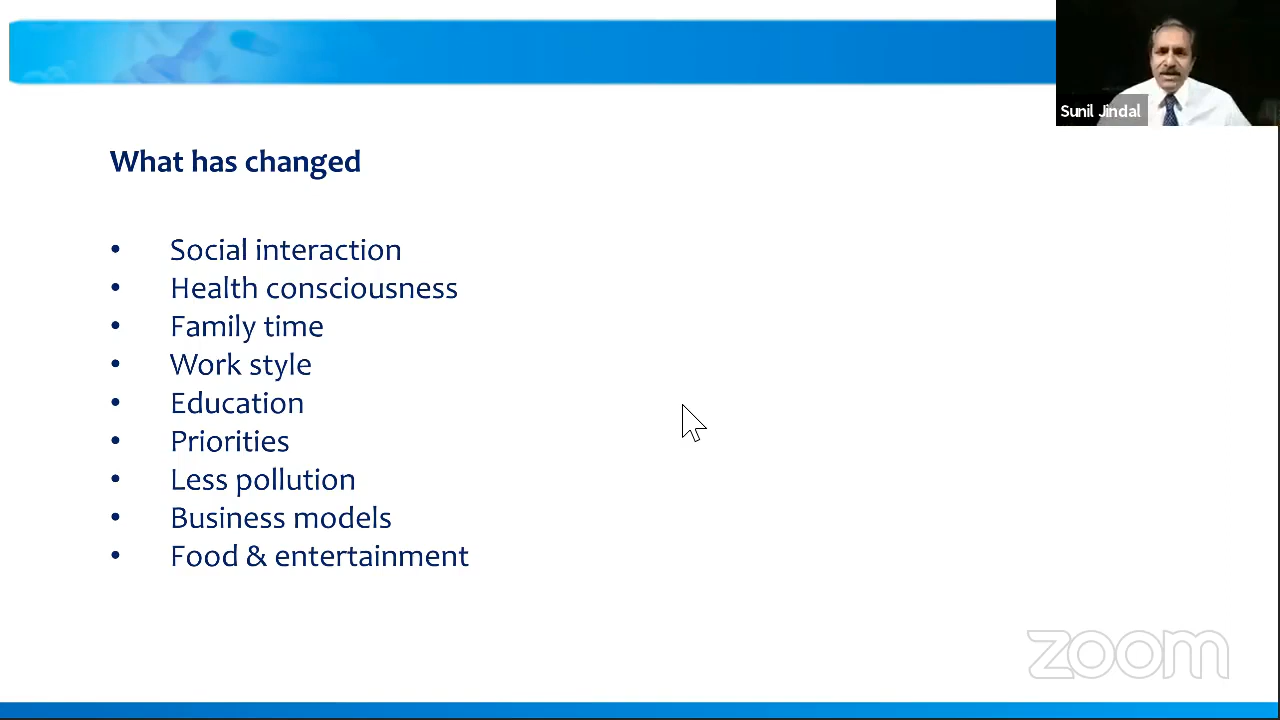 Sunil Jindal
What has changed
• Social interaction
• Health consciousness
• Family time
• Work style
• Education
• Priorities
• Less pollution
• Business models
• Food & entertainment
zoom